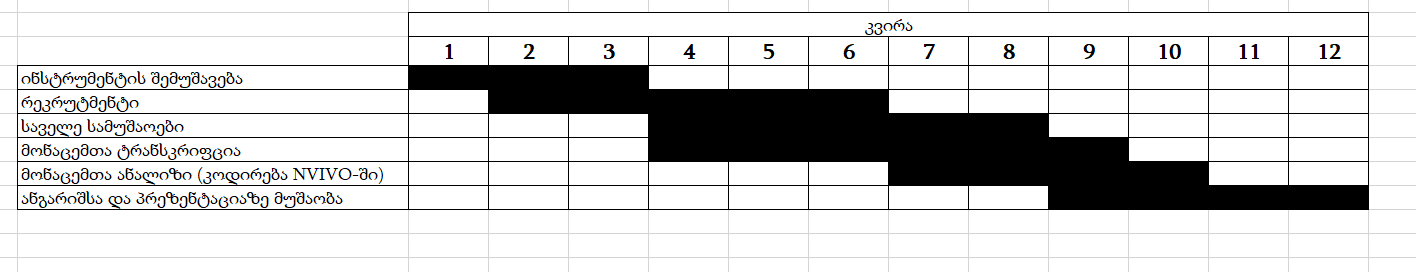 კვირა
1 2 3 4 5 6 7 8 9 10 11 12
ინსტრუმენტის შემუშავება
რეკრუტმენტი
საველე სამუშაოები
მონაცემთა ტრანსკრიფცია
მონაცემთა ანალიზი (კოდირება NVIVO-ში)
ანგარიშსა და პრეზენტაციაზე მუშაობა